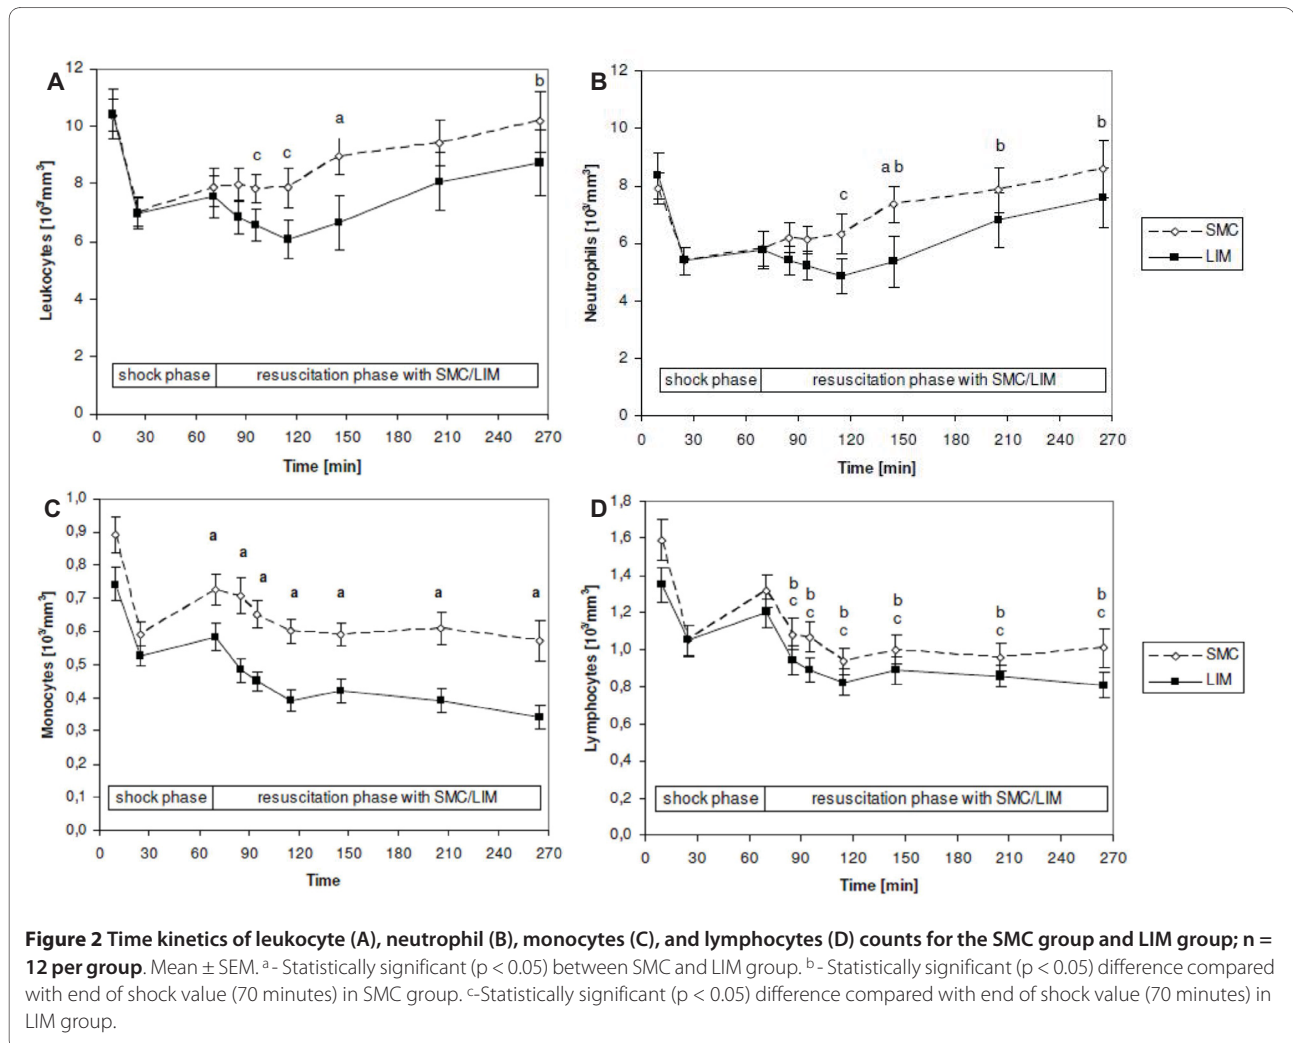 A
Leukocytes [10³/mm³]
12
10
8
6
4
2
0
c
c
a
b
shock phase
resuscitation phase with SMC/LIM
0 30 60 90 120 150 180 210 240 270
Time [min]
B
Neutrophils [10³/mm³]
12
10
8
6
4
2
0
c
a b
b
b
shock phase
resuscitation phase with SMC/LIM
0 30 60 90 120 150 180 210 240 270
Time [min]
SMC
LIM
C
Monocytes [10³/mm³]
1,0
0,9
0,8
0,7
0,6
0,5
0,4
0,3
0,2
0,1
0,0
a
a
a
a
a
a
a
shock phase
resuscitation phase with SMC/LIM
0 30 60 90 120 150 180 210 240 270
Time
D
Lymphocytes [10³/mm³]
1,8
1,6
1,4
1,2
1,0
0,8
0,6
0,4
0,2
0,0
b b b b b b
c c c c c c
shock phase
resuscitation phase with SMC/LIM
0 30 60 90 120 150 180 210 240 270
Time [min]
SMC
LIM
Figure 2 Time kinetics of leukocyte (A), neutrophil (B), monocytes (C), and lymphocytes (D) counts for the SMC group and LIM group; n =
12 per group. Mean ± SEM. ᵃ - Statistically significant (p < 0.05) between SMC and LIM group. ᵇ - Statistically significant (p < 0.05) difference compared
with end of shock value (70 minutes) in SMC group. ᶜ-Statistically significant (p < 0.05) difference compared with end of shock value (70 minutes) in
LIM group.